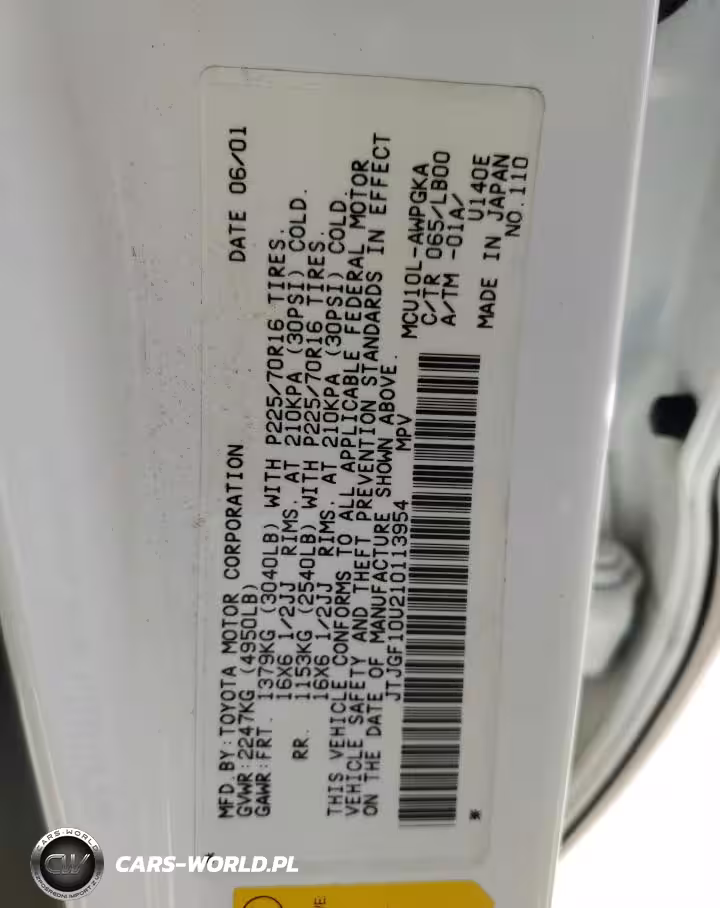 MFD. BY: TOYOTA MOTOR CORPORATION DATE 06/01
GVWR: 2247KG (4950LB)
GAWR: FRT. 1379KG (3040LB) WITH P225/70R16 TIRES.
16X6 1/2JJ RIMS. AT 210KPA (30PSI) COLD.
RR. 1153KG (2540LB) WITH P225/70R16 TIRES.
16X6 1/2JJ RIMS. AT 210KPA (30PSI) COLD.
THIS VEHICLE CONFORMS TO ALL APPLICABLE FEDERAL MOTOR
VEHICLE SAFETY AND THEFT PREVENTION STANDARDS IN EFFECT
ON THE DATE OF MANUFACTURE SHOWN ABOVE.
JTJGF10U210113954 MPV
MCU10L-AWPGKA
C/TR 065/LB00
A/TM -01A/
U140E
MADE IN JAPAN
NO.110
CARS-WORLD
CW
CARS-WORLD.PL